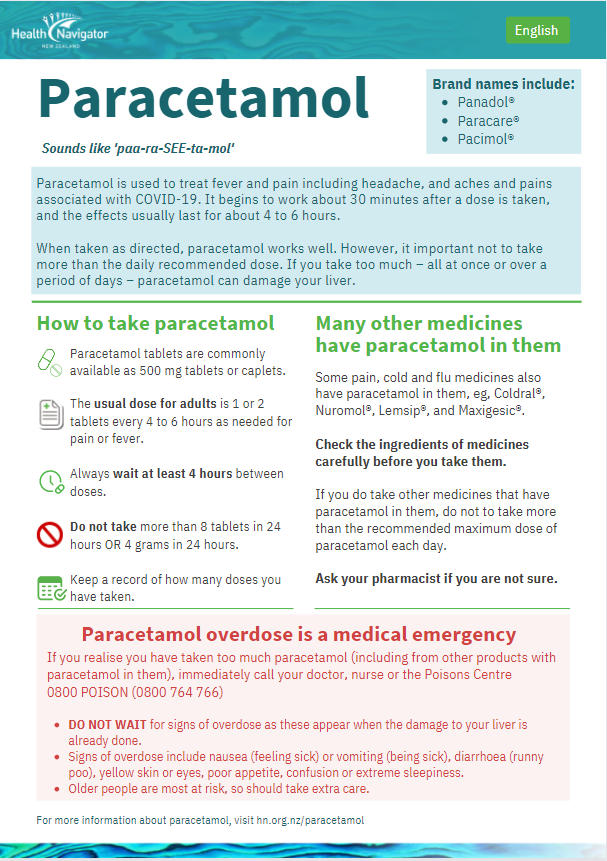 Health Navigator
NEW ZEALAND
English
Paracetamol
Sounds like 'paa-ra-SEE-ta-mol'
Brand names include:
• Panadol®
• Paracare®
• Pacimol®
Paracetamol is used to treat fever and pain including headache, and aches and pains
associated with COVID-19. It begins to work about 30 minutes after a dose is taken,
and the effects usually last for about 4 to 6 hours.
When taken as directed, paracetamol works well. However, it important not to take
more than the daily recommended dose. If you take too much – all at once or over a
period of days – paracetamol can damage your liver.
How to take paracetamol
Paracetamol tablets are commonly
available as 500 mg tablets or caplets.
The usual dose for adults is 1 or 2
tablets every 4 to 6 hours as needed for
pain or fever.
Always wait at least 4 hours between
doses.
Do not take more than 8 tablets in 24
hours OR 4 grams in 24 hours.
Keep a record of how many doses you
have taken.
Many other medicines
have paracetamol in them
Some pain, cold and flu medicines also
have paracetamol in them, eg, Coldral®,
Nuromol®, Lemsip®, and Maxigesic®.
Check the ingredients of medicines
carefully before you take them.
If you do take other medicines that have
paracetamol in them, do not to take more
than the recommended maximum dose of
paracetamol each day.
Ask your pharmacist if you are not sure.
Paracetamol overdose is a medical emergency
If you realise you have taken too much paracetamol (including from other products with
paracetamol in them), immediately call your doctor, nurse or the Poisons Centre
0800 POISON (0800 764 766)
• DO NOT WAIT for signs of overdose as these appear when the damage to your liver is
already done.
• Signs of overdose include nausea (feeling sick) or vomiting (being sick), diarrhoea (runny
poo), yellow skin or eyes, poor appetite, confusion or extreme sleepiness.
• Older people are most at risk, so should take extra care.
For more information about paracetamol, visit hn.org.nz/paracetamol